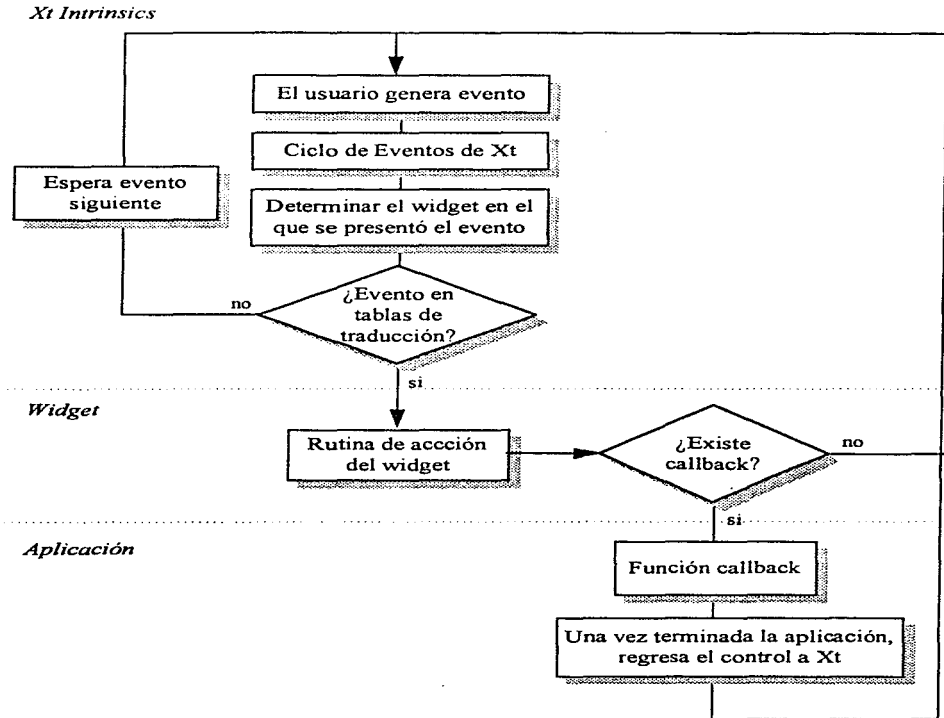 Xt Intrinsics
El usuario genera evento
Ciclo de Eventos de Xt
Espera evento
siguiente
Determinar el widget en el
que se presentó el evento
no
¿Evento en
tablas de
traducción?
si
Widget
Rutina de accción
del widget
¿Existe
callback?
no
si
Aplicación
Función callback
Una vez terminada la aplicación,
regresa el control a Xt